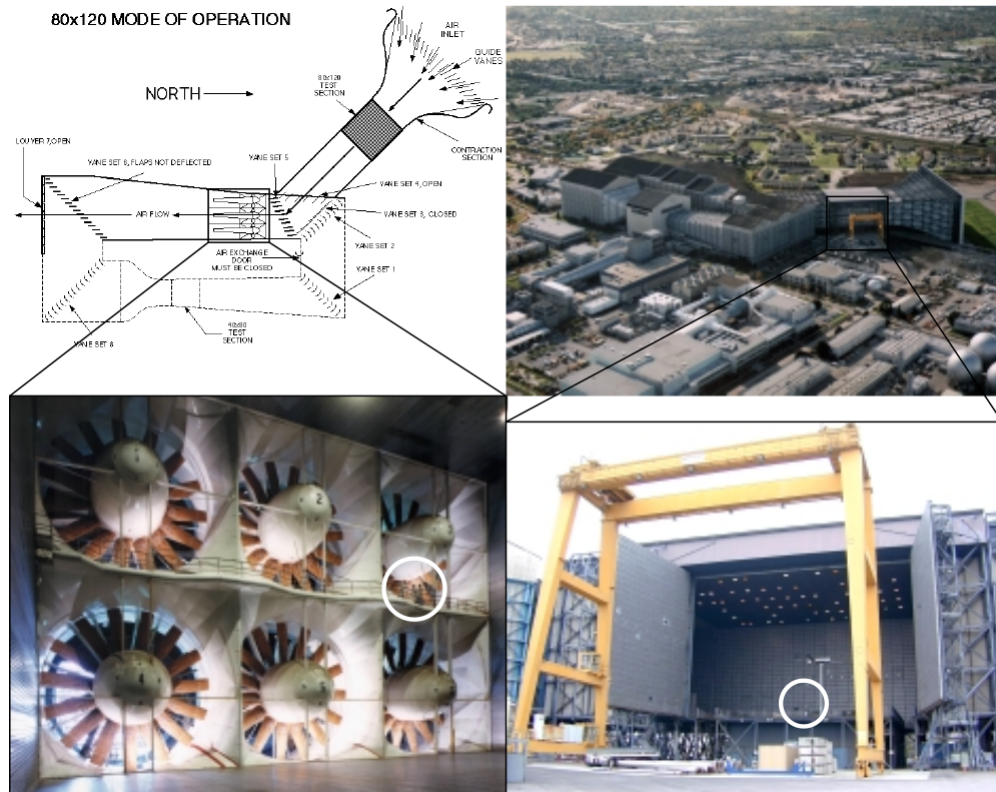 80x120 MODE OF OPERATION
AIR
INLET
GUIDE
VANES
80x120
TEST
SECTION
NORTH
LOUVER 7, OPEN
VANE SET 6, FLAPS NOT DEFLECTED
VANE SET 5
CONTRACTION
SECTION
VANE SET 4, OPEN
VANE SET 3, CLOSED
AIR FLOW
VANE SET 2
AIR EXCHANGE
DOOR
MUST BE CLOSED
VANE SET 1
40x80
TEST
SECTION
VANE SET 8
1
2
4